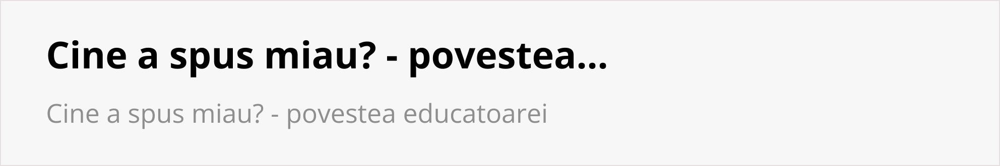 Cine a spus miau? - povestea...
Cine a spus miau? - povestea educatoarei